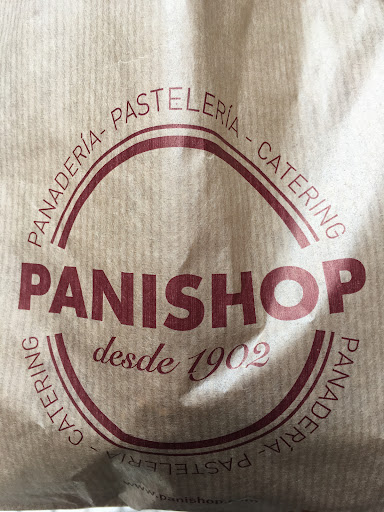 PANADERÍA- PASTELERÍA - CATERING
PANISHOP
desde 1902
PANADERÍA- PASTELERÍA - CATERING